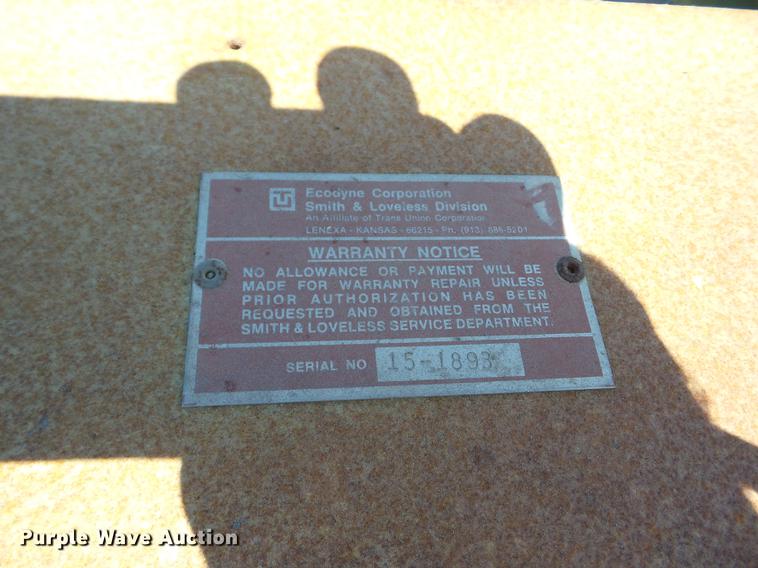 Ecodyne Corporation
Smith & Loveless Division
An Affiliate of Trans Union Corporation
LENEXA - KANSAS - 66215 - Ph. (913) 888-5201
WARRANTY NOTICE
NO ALLOWANCE OR PAYMENT WILL BE
MADE FOR WARRANTY REPAIR UNLESS
PRIOR AUTHORIZATION HAS BEEN
REQUESTED AND OBTAINED FROM THE
SMITH & LOVELESS SERVICE DEPARTMENT.
SERIAL NO. 15-1893
Purple Wave Auction